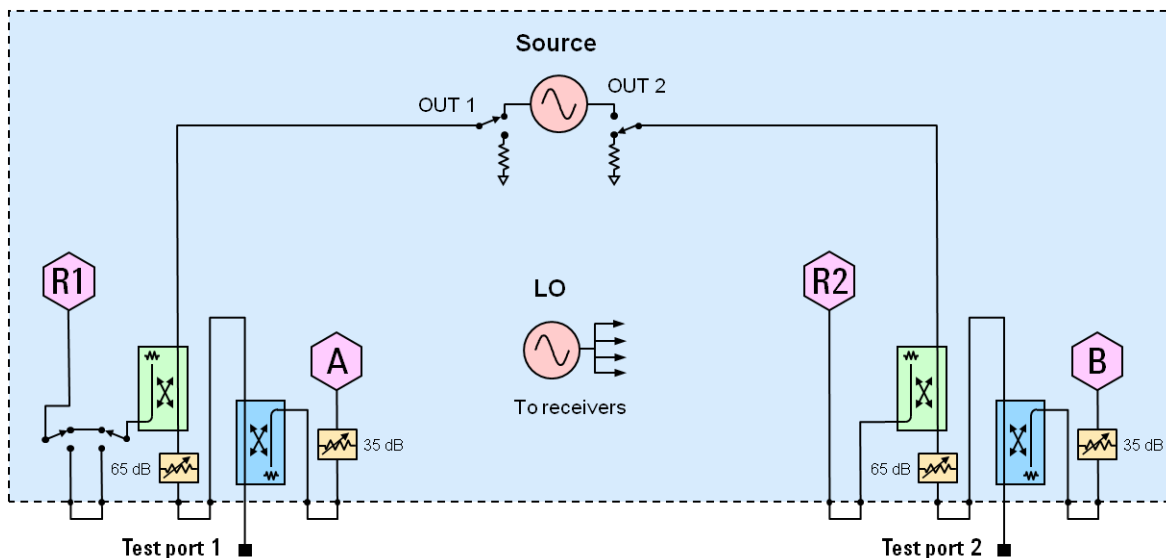 Source
OUT 1
OUT 2
R1
LO
R2
A
B
To receivers
35 dB
35 dB
65 dB
65 dB
Test port 1
Test port 2